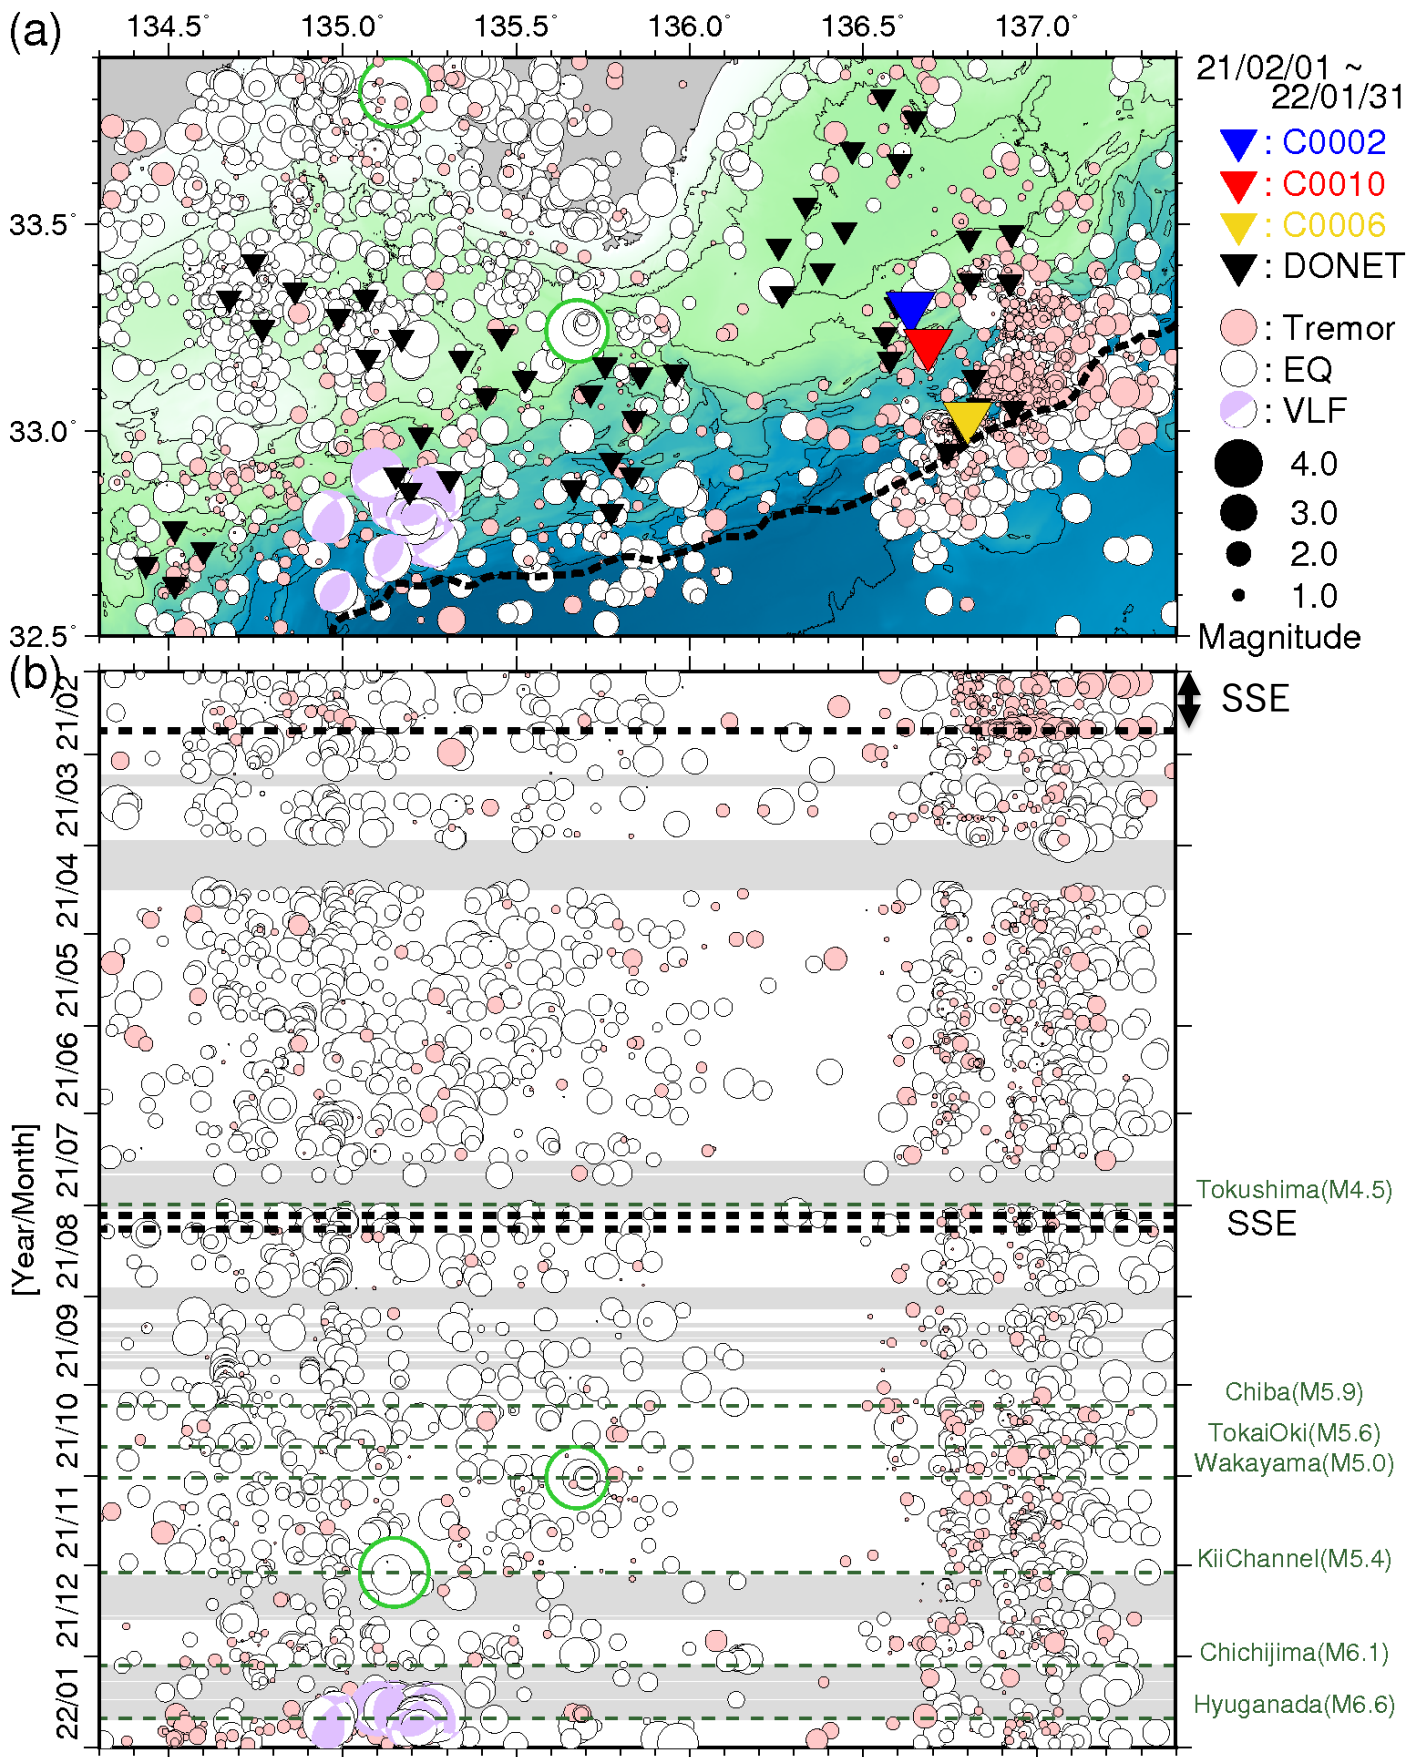 (a)
134.5° 135.0° 135.5° 136.0° 136.5° 137.0°
21/02/01 ~
22/01/31
: C0002
: C0010
: C0006
: DONET
: Tremor
: EQ
: VLF
4.0
3.0
2.0
1.0
Magnitude
33.5°
33.0°
32.5°
(b)
21/02
21/03
21/04
21/05
21/06
21/07
21/08
21/09
21/10
21/11
21/12
22/01
[Year/Month]
SSE
Tokushima(M4.5)
SSE
Chiba(M5.9)
TokaiOki(M5.6)
Wakayama(M5.0)
KiiChannel(M5.4)
Chichijima(M6.1)
Hyuganada(M6.6)